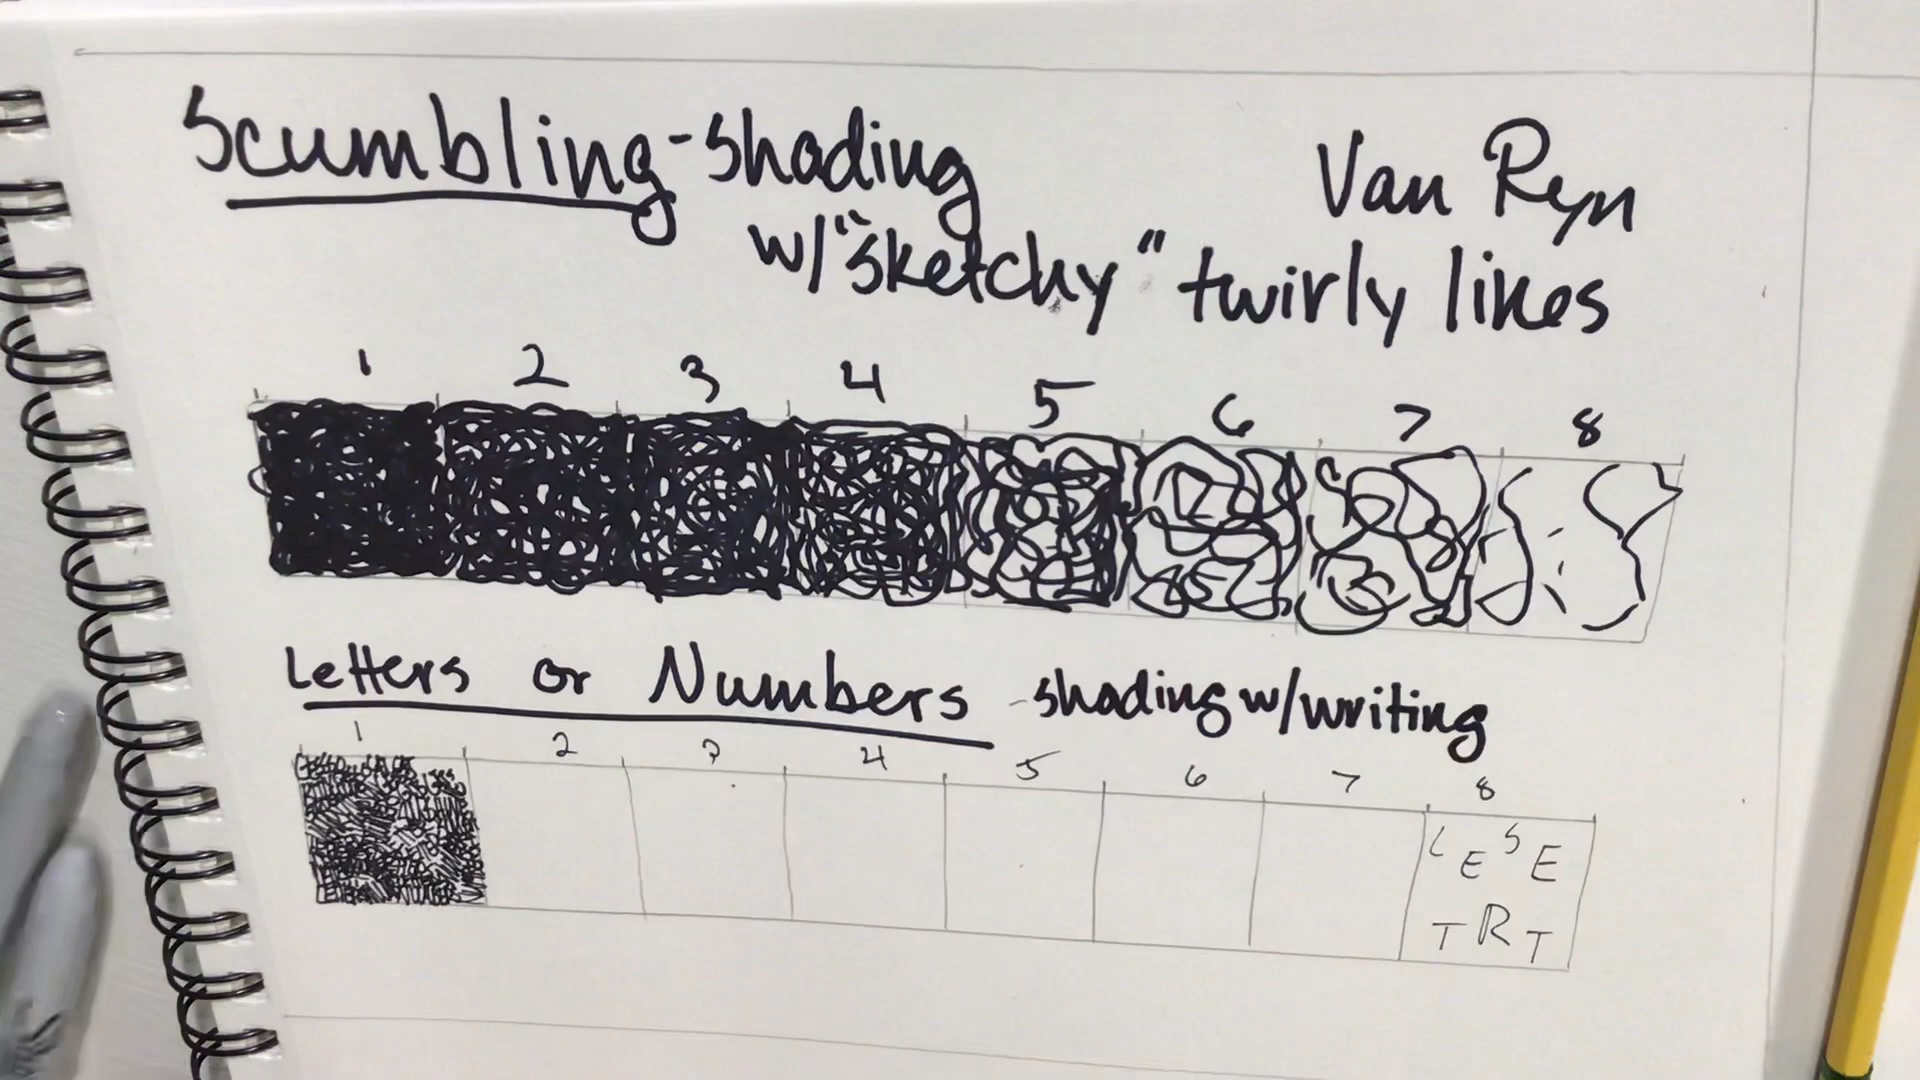 Scumbling - shading Van Ryn
w/ "sketchy" twirly lines
1 2 3 4 5 6 7 8
Letters or Numbers - shading w/writing
1 2 3 4 5 6 7 8
L E S E
T R T